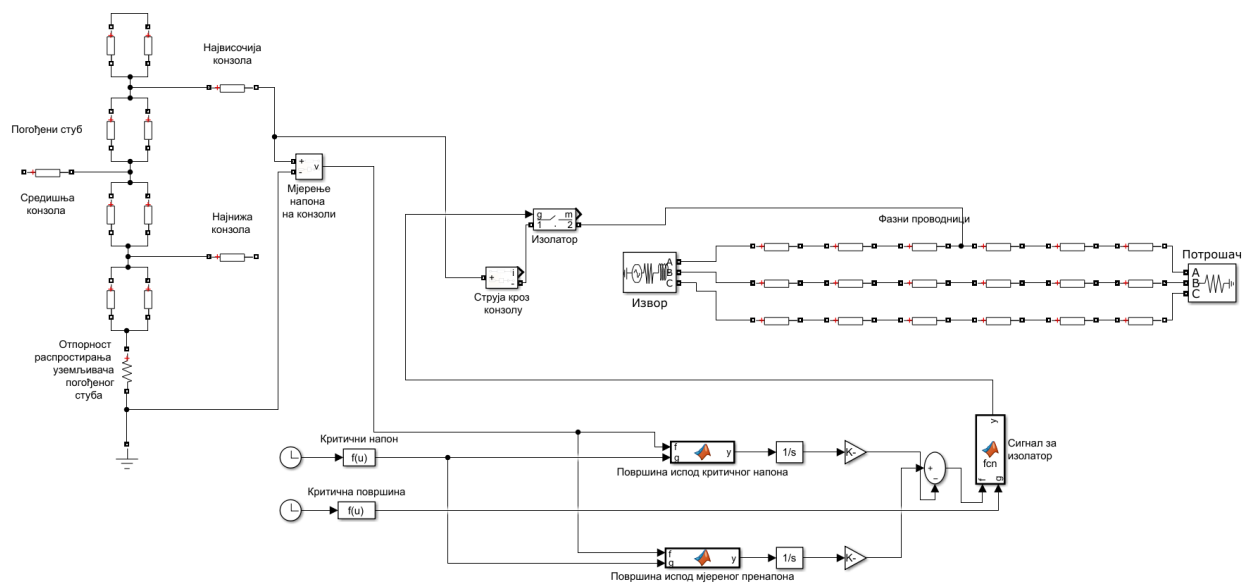 Највисочија
конзола
Погођени стуб
+
v
-
Средишња
конзола
Мјерење
напона
на конзоли
Најнижа
конзола
g
m
1
2
Изолатор
Фазни проводници
+
i
-
Струја кроз
конзолу
A
B
C
Извор
Потрошач
A
B
C
Отпорност
распростирања
уземљивача
погођеног
стуба
Критични напон
f(u)
f
g
y
1/s
K-
Површина испод критичног напона
+
−
y
fcn
f
g
Сигнал за
изолатор
Критична површина
f(u)
f
g
y
1/s
K-
Површина испод мјереног пренапона